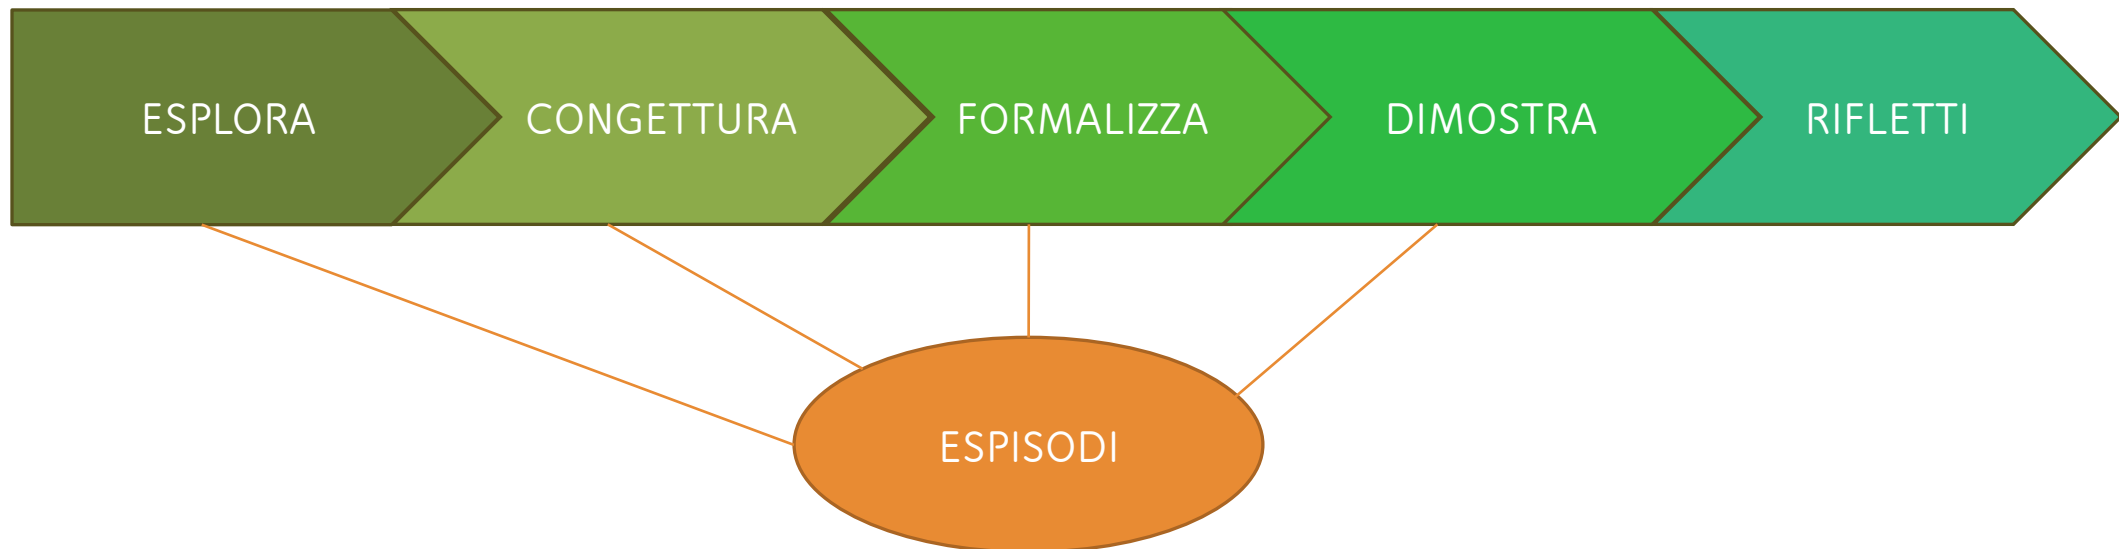 ESPLORA
CONGETTURA
FORMALIZZA
DIMOSTRA
RIFLETTI
ESPISODI